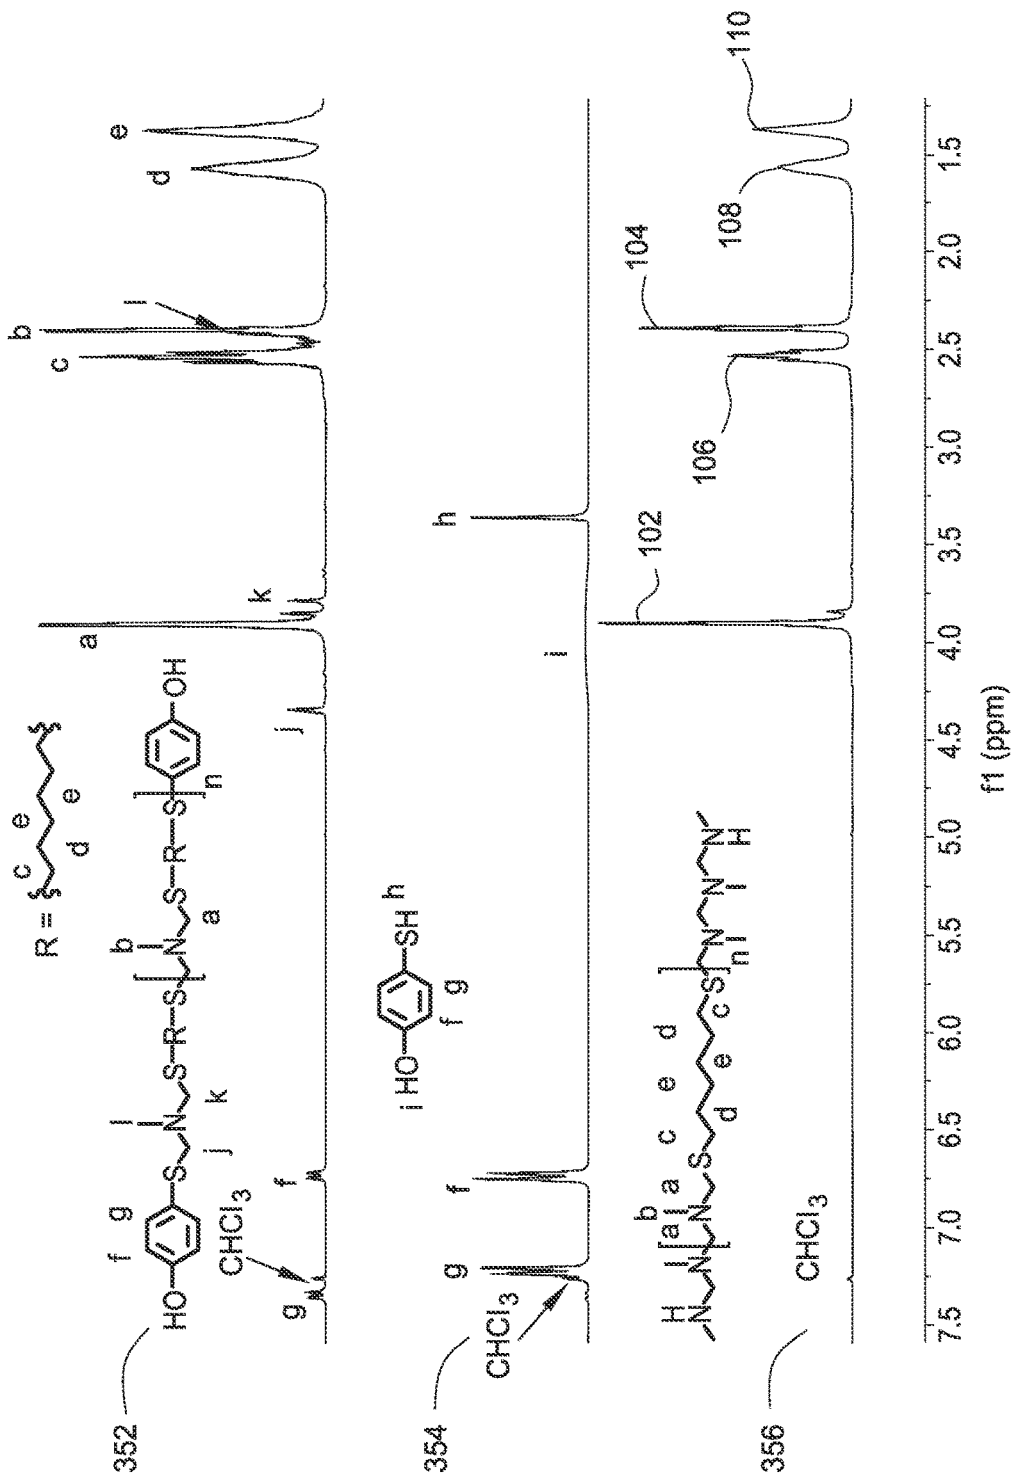 352
HO
f
g
S
j
N
l
k
S
R
S
N
b
a
S
R
S
n
OH
R =
c
e
d
e
g
CHCl3
f
j
a
k
c
b
l
d
e
354
i HO
f
g
SH
h
g
CHCl3
f
i
h
356
H
N
N
a
N
b
a
S
c
d
e
e
d
c
S
n
N
N
N
H
CHCl3
102
106
104
108
110
7.5 7.0 6.5 6.0 5.5 5.0 4.5 4.0 3.5 3.0 2.5 2.0 1.5
f1 (ppm)